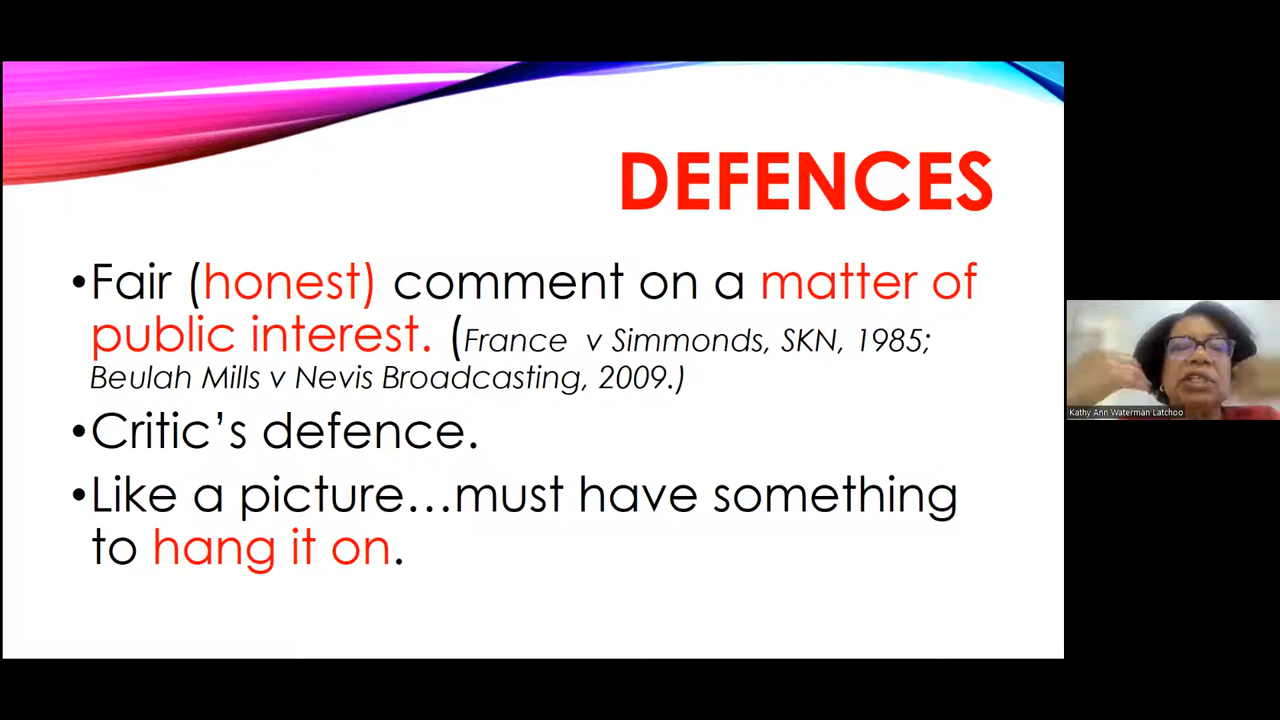 DEFENCES
•Fair (honest) comment on a matter of
public interest. (France v Simmonds, SKN, 1985;
Beulah Mills v Nevis Broadcasting, 2009.)
•Critic’s defence.
•Like a picture…must have something
to hang it on.
Kathy Ann Waterman Latchoo